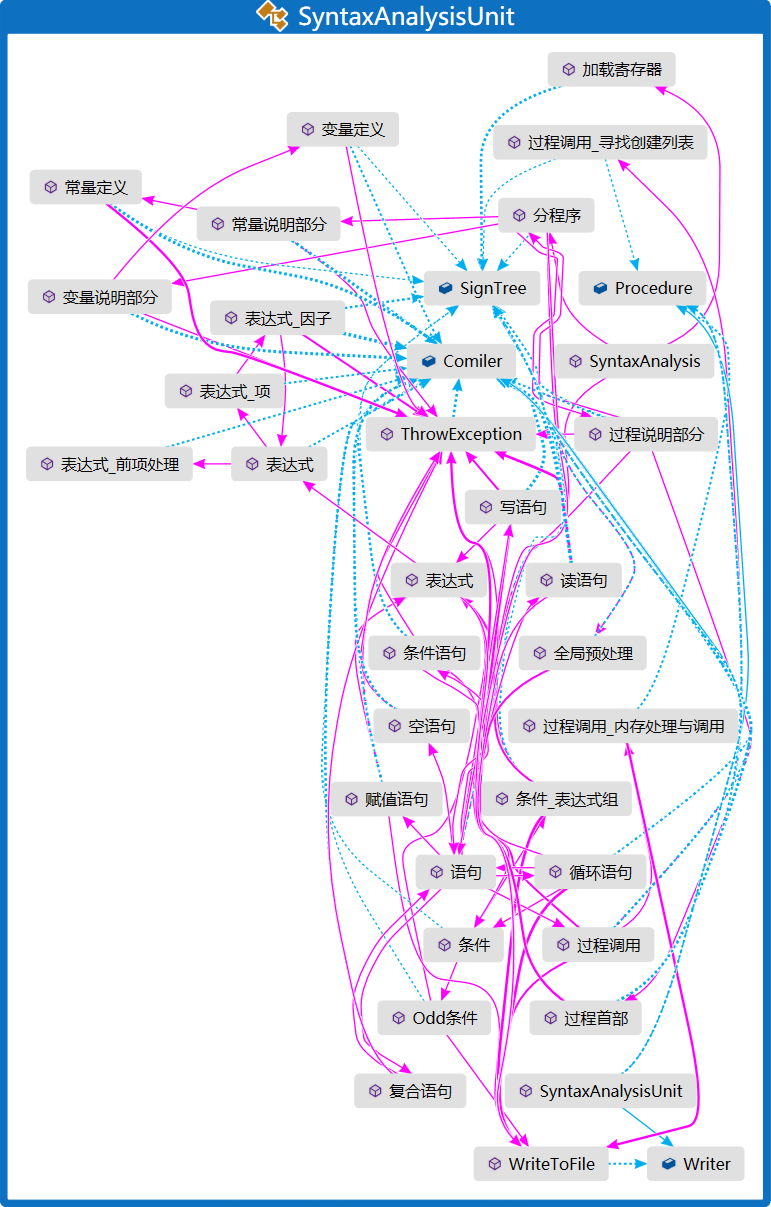 SyntaxAnalysisUnit
加载寄存器
变量定义
过程调用_寻找创建列表
常量定义
常量说明部分
分程序
变量说明部分
SignTree
Procedure
表达式_因子
Comiler
SyntaxAnalysis
表达式_项
ThrowException
过程说明部分
表达式_前项处理
表达式
写语句
表达式
读语句
条件语句
全局预处理
空语句
过程调用_内存处理与调用
赋值语句
条件_表达式组
语句
循环语句
条件
过程调用
Odd条件
过程首部
复合语句
SyntaxAnalysisUnit
WriteToFile
Writer